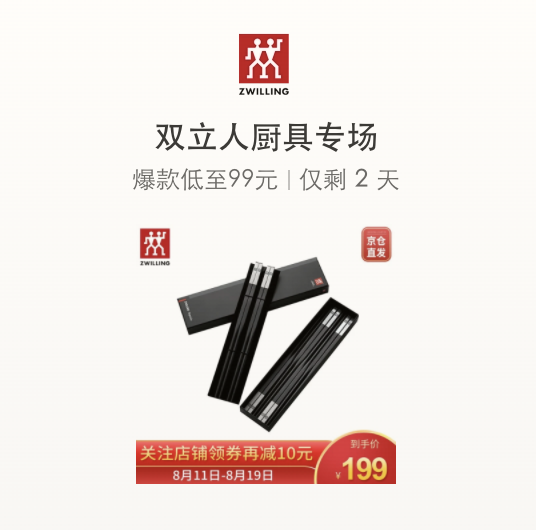 ZWILLING
双立人厨具专场
爆款低至99元 | 仅剩 2 天
ZWILLING
京仓
直发
关注店铺领券再减10元
8月11日-8月19日
到手价
¥199